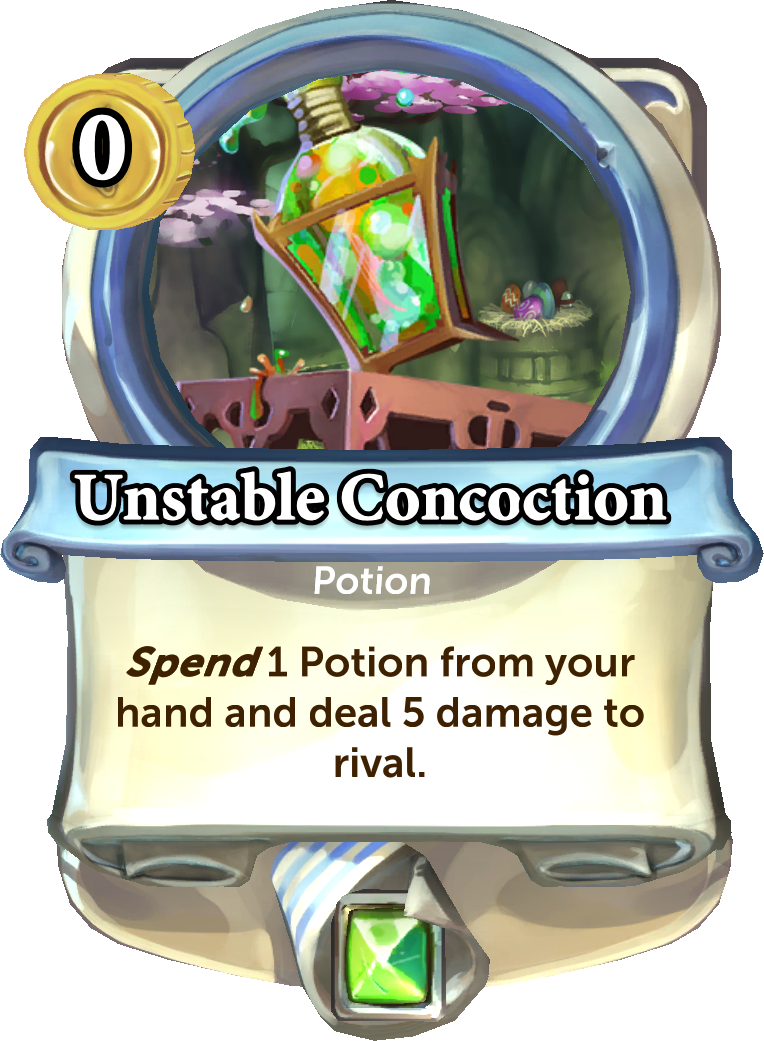 0
Unstable Concoction
Potion
Spend 1 Potion from your
hand and deal 5 damage to
rival.